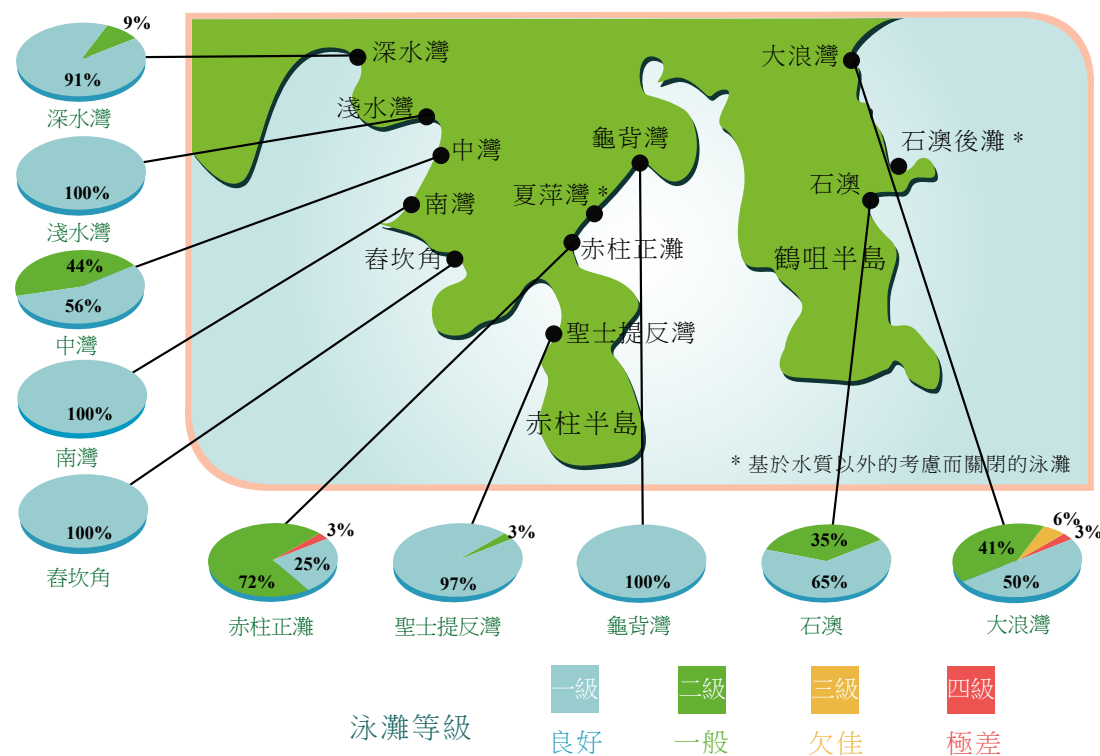 9%
91%
深水灣
100%
淺水灣
44%
56%
中灣
100%
南灣
100%
舂坎角
深水灣
淺水灣
中灣
南灣
舂坎角
龜背灣
夏萍灣 *
赤柱正灘
聖士提反灣
赤柱半島
大浪灣
石澳後灘 *
石澳
鶴咀半島
* 基於水質以外的考慮而關閉的泳灘
3%
25%
72%
赤柱正灘
3%
97%
聖士提反灣
100%
龜背灣
35%
65%
石澳
6%
3%
41%
50%
大浪灣
泳灘等級
一級 二級 三級 四級
良好 一般 欠佳 極差